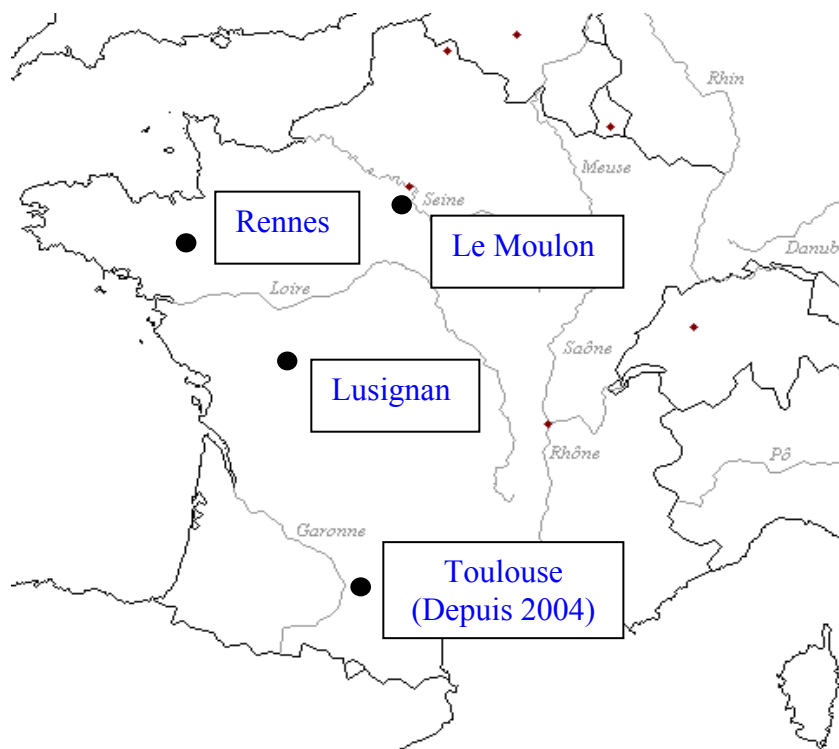 Rhin
Meuse
Seine
Rennes
Le Moulon
Danub
Loire
Saône
Lusignan
Rhône
Pô
Garonne
Toulouse
(Depuis 2004)